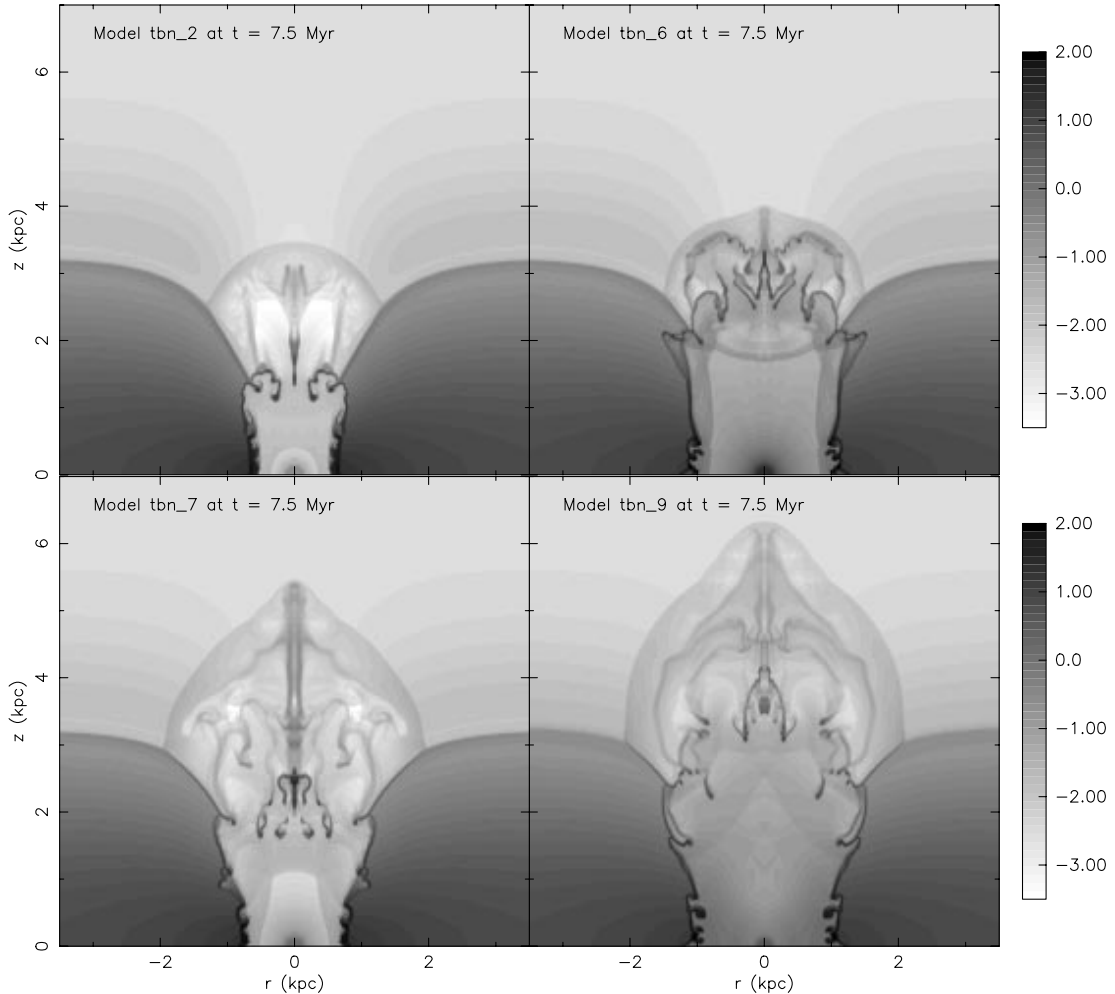 Model tbn_2 at t = 7.5 Myr
Model tbn_6 at t = 7.5 Myr
2.00
1.00
0.0
−1.00
−2.00
−3.00
6
4
2
0
z (kpc)
Model tbn_7 at t = 7.5 Myr
Model tbn_9 at t = 7.5 Myr
2.00
1.00
0.0
−1.00
−2.00
−3.00
6
4
2
0
z (kpc)
−2 0 2
−2 0 2
r (kpc)
r (kpc)